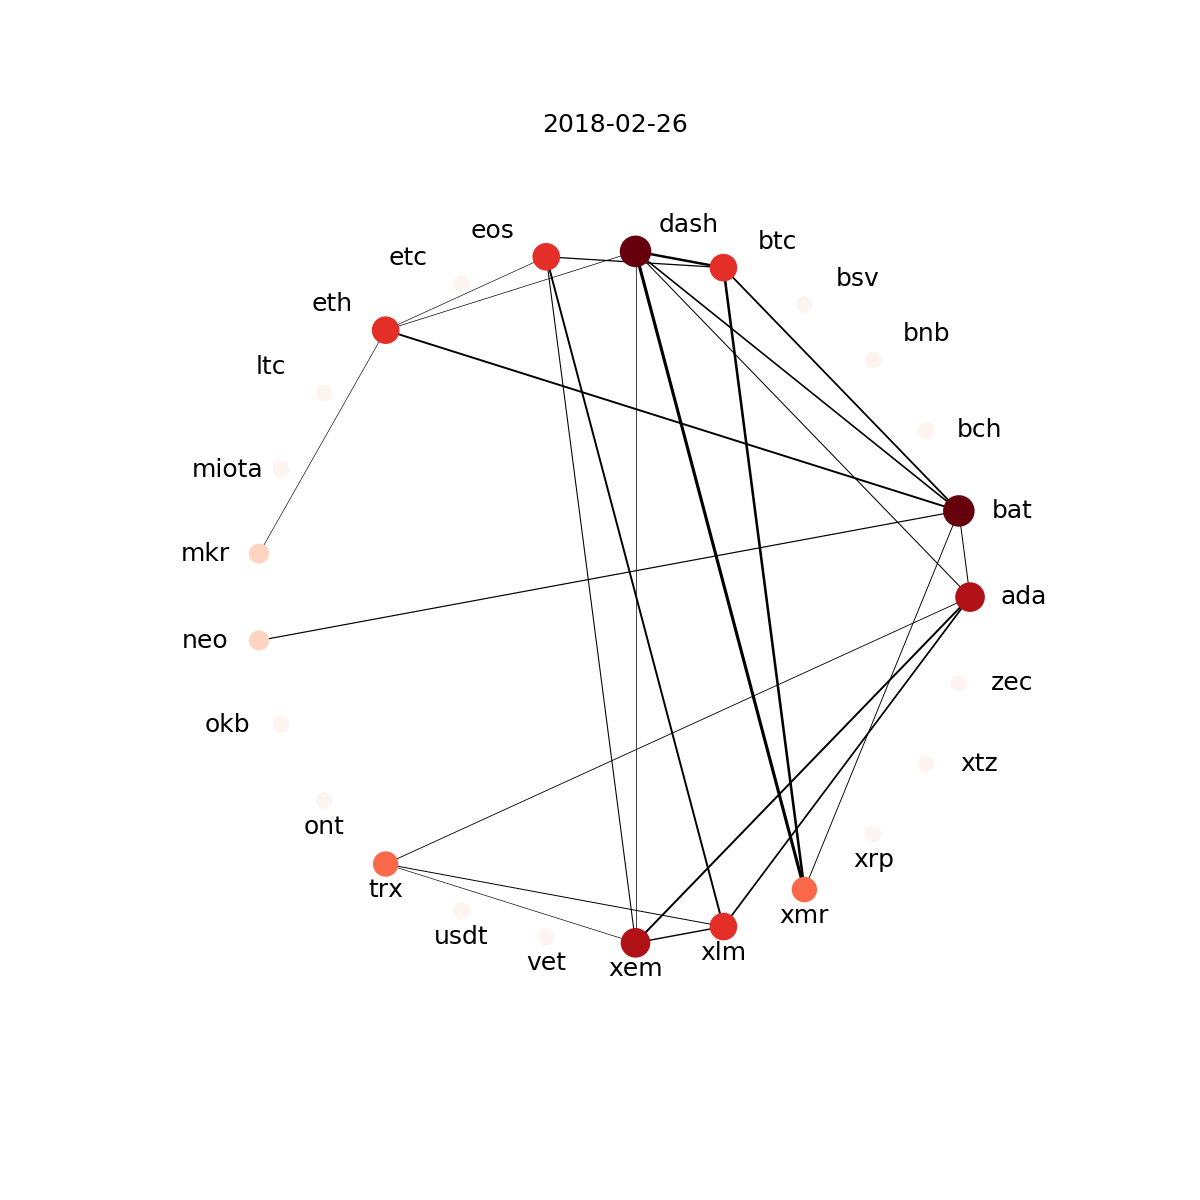 2018-02-26
dash
eos
btc
etc
bsv
eth
bnb
ltc
bch
miota
bat
mkr
ada
neo
zec
okb
xtz
ont
xrp
trx
xmr
usdt
xlm
vet
xem